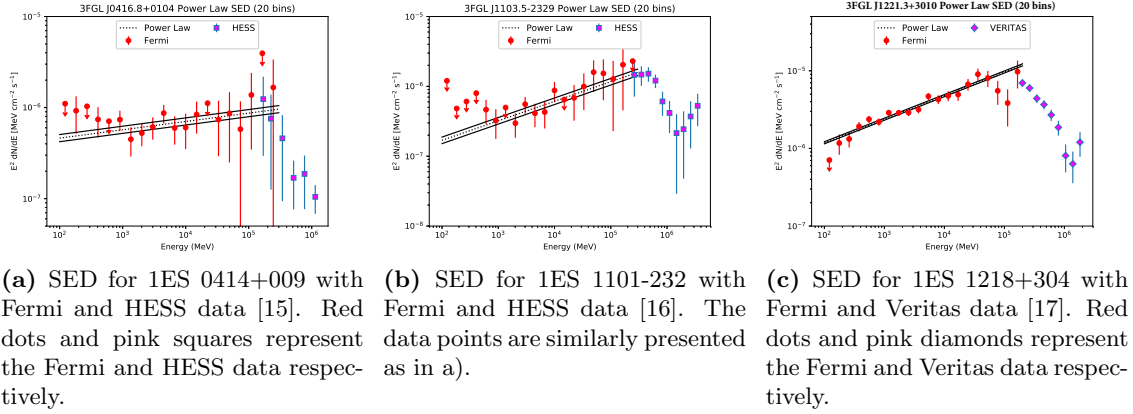 3FGL J0416.8+0104 Power Law SED (20 bins)
Power Law
Fermi
HESS
10^-5
10^-6
10^-7
E^2 dN/dE [MeV cm^-2 s^-1]
10^2 10^3 10^4 10^5 10^6
Energy (MeV)
3FGL J1103.5-2329 Power Law SED (20 bins)
Power Law
Fermi
HESS
10^-5
10^-6
10^-7
10^-8
E^2 dN/dE [MeV cm^-2 s^-1]
10^2 10^3 10^4 10^5 10^6
Energy (MeV)
3FGL J1221.3+3010 Power Law SED (20 bins)
Power Law
Fermi
VERITAS
10^-5
10^-6
10^-7
E^2 dN/dE [MeV cm^-2 s^-1]
10^2 10^3 10^4 10^5 10^6
Energy (MeV)
(a) SED for 1ES 0414+009 with
Fermi and HESS data [15]. Red
dots and pink squares represent
the Fermi and HESS data respec-
tively.
(b) SED for 1ES 1101-232 with
Fermi and HESS data [16]. The
data points are similarly presented
as in a).
(c) SED for 1ES 1218+304 with
Fermi and Veritas data [17]. Red
dots and pink diamonds represent
the Fermi and Veritas data respec-
tively.